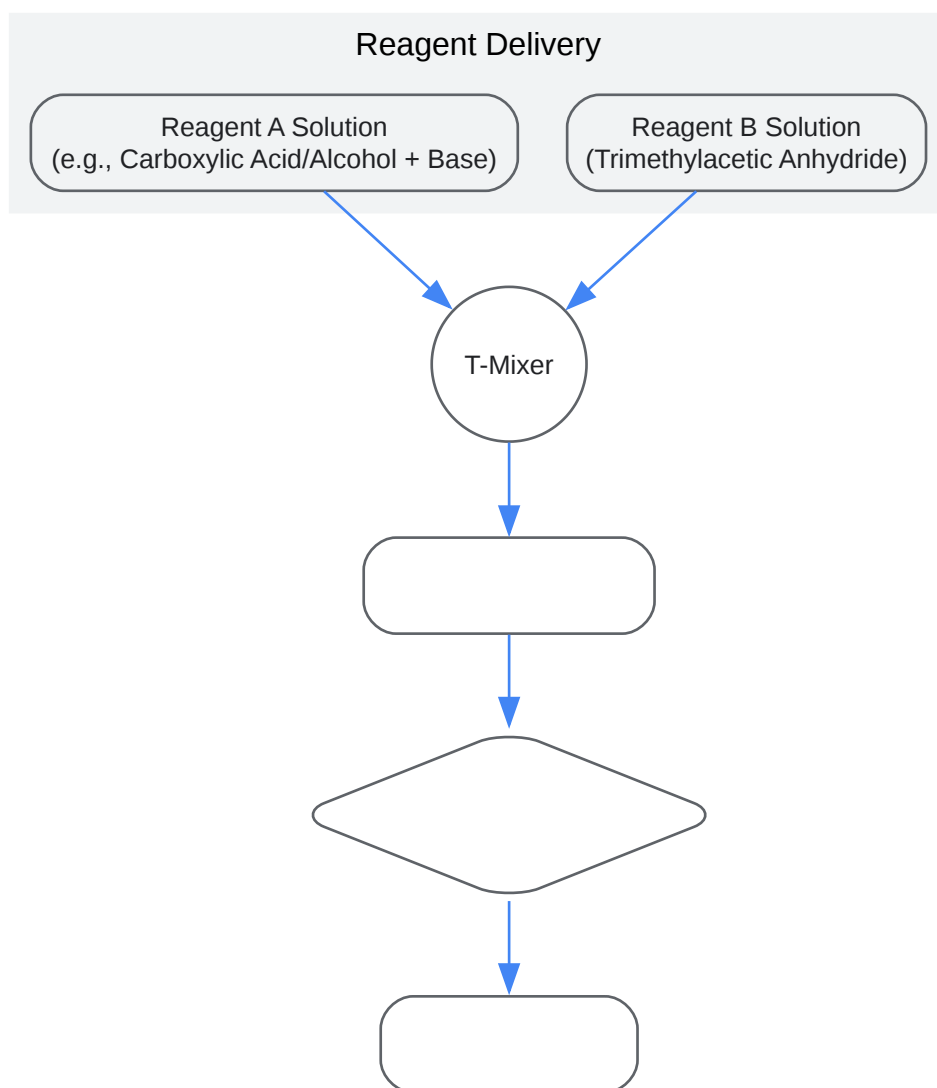 Reagent Delivery
Reagent A Solution
(e.g., Carboxylic Acid/Alcohol + Base)
Reagent B Solution
(Trimethylacetic Anhydride)
T-Mixer